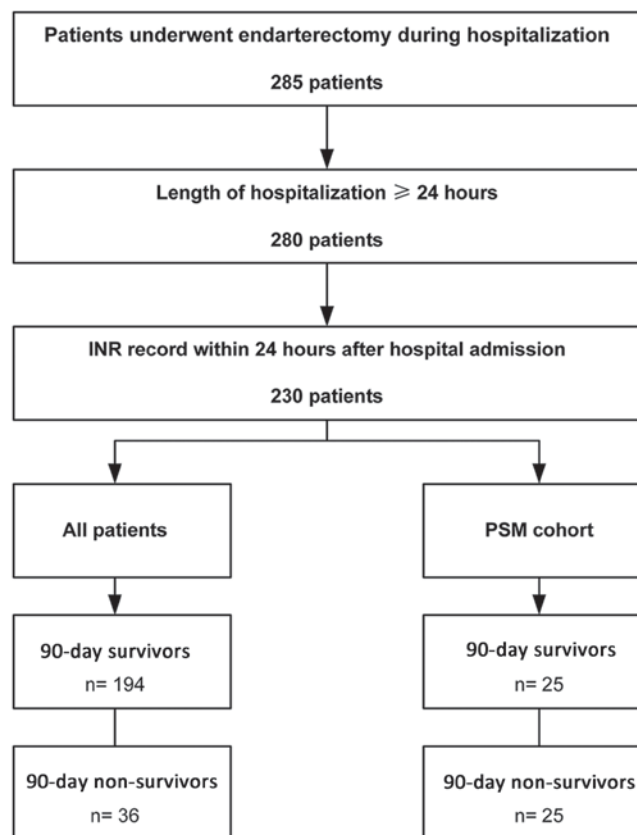 Patients underwent endarterectomy during hospitalization
285 patients
Length of hospitalization ⩾ 24 hours
280 patients
INR record within 24 hours after hospital admission
230 patients
All patients
PSM cohort
90-day survivors
n= 194
90-day survivors
n= 25
90-day non-survivors
n= 36
90-day non-survivors
n= 25